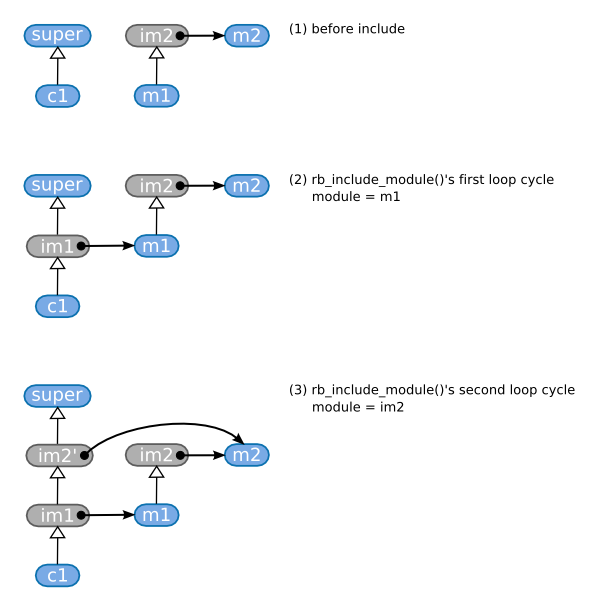 super
im2
m2
(1) before include
c1
m1
super
im2
m2
(2) rb_include_module()'s first loop cycle
module = m1
im1
m1
c1
(3) rb_include_module()'s second loop cycle
super
module = im2
im2'
im2
m2
im1
m1
c1